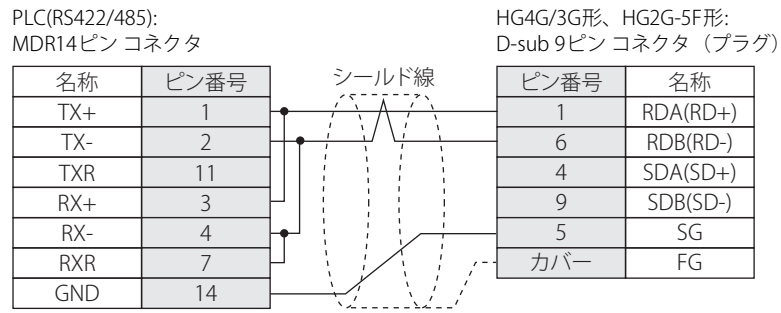 PLC(RS422/485):
MDR14ピン コネクタ
HG4G/3G形、HG2G-5F形:
D-sub 9ピン コネクタ（プラグ）
名称 ピン番号 シールド線 ピン番号 名称
TX+ 1 1 RDA(RD+)
TX- 2 6 RDB(RD-)
TXR 11 4 SDA(SD+)
RX+ 3 9 SDB(SD-)
RX- 4 5 SG
RXR 7 カバー FG
GND 14